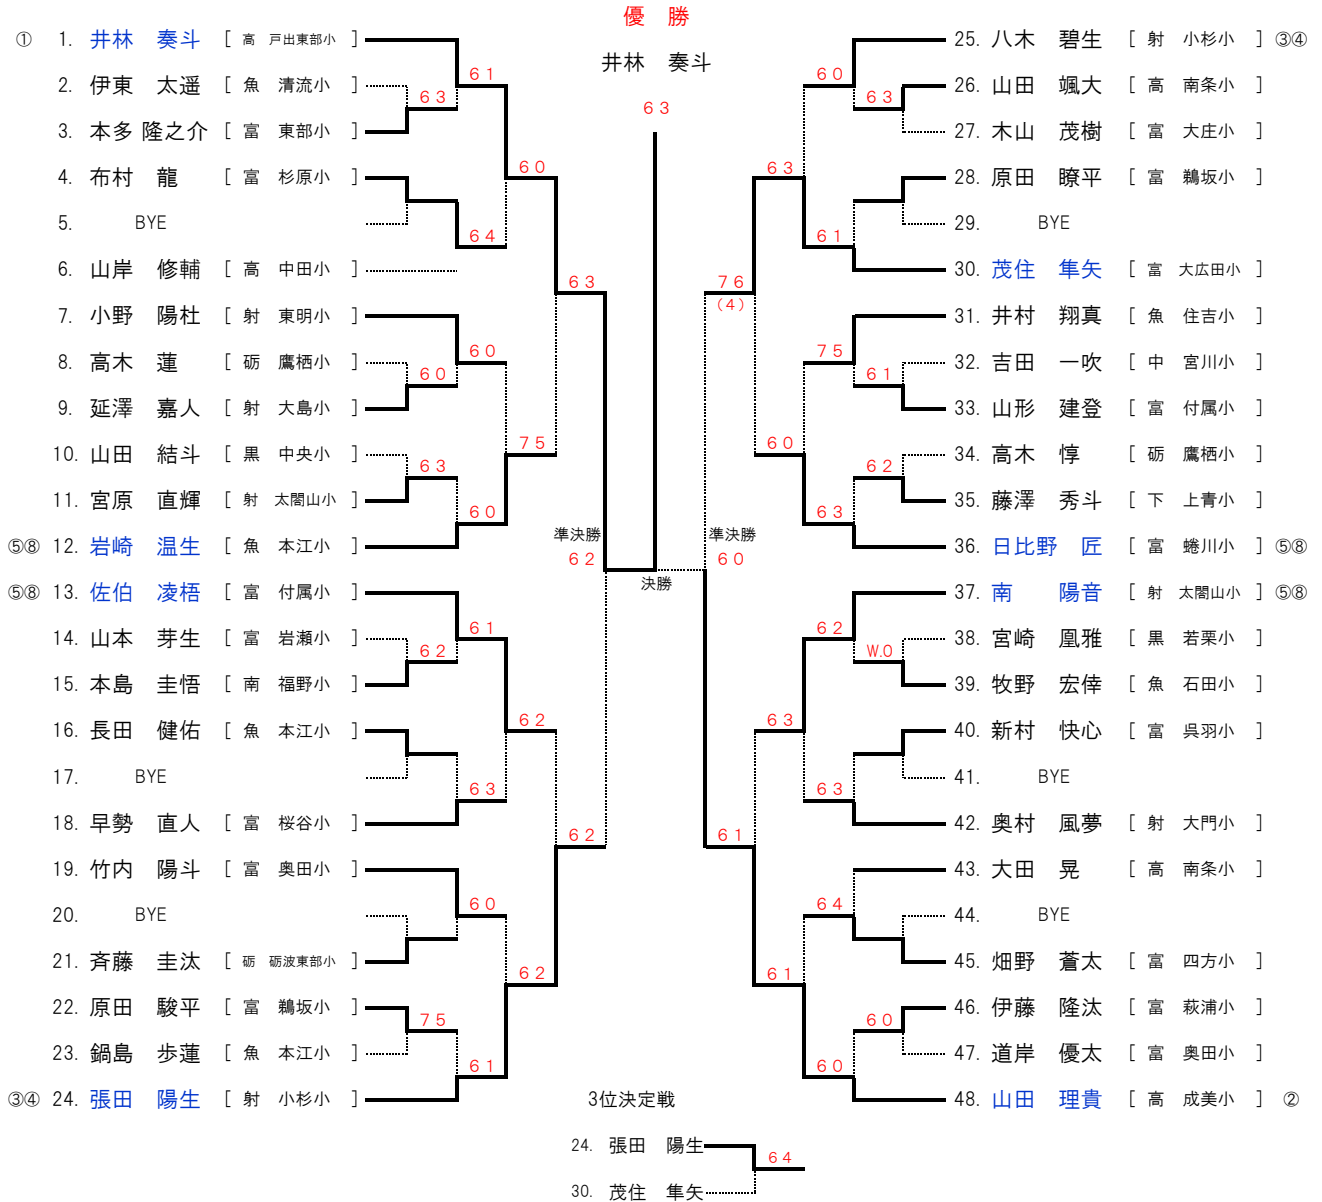 優 勝
井林 奏斗
63
① 1. 井林 奏斗 [ 高 戸出東部小 ]
61
2. 伊東 太遥 [ 魚 清流小 ]
63
3. 本多 隆之介 [ 富 東部小 ]
60
4. 布村 龍 [ 富 杉原小 ]
5. BYE
64
6. 山岸 修輔 [ 高 中田小 ]
63
7. 小野 陽杜 [ 射 東明小 ]
60
8. 高木 蓮 [ 砺 鷹栖小 ]
60
9. 延澤 嘉人 [ 射 大島小 ]
75
10. 山田 結斗 [ 黒 中央小 ]
63
11. 宮原 直輝 [ 射 太閤山小 ]
60
⑤⑧ 12. 岩崎 温生 [ 魚 本江小 ]
準決勝
62
⑤⑧ 13. 佐伯 凌梧 [ 富 付属小 ]
61
14. 山本 芽生 [ 富 岩瀬小 ]
62
15. 本島 圭悟 [ 南 福野小 ]
62
16. 長田 健佑 [ 魚 本江小 ]
17. BYE
63
18. 早勢 直人 [ 富 桜谷小 ]
62
19. 竹内 陽斗 [ 富 奥田小 ]
60
20. BYE
21. 斉藤 圭汰 [ 砺 砺波東部小 ]
62
22. 原田 駿平 [ 富 鵜坂小 ]
75
23. 鍋島 歩蓮 [ 魚 本江小 ]
61
③④ 24. 張田 陽生 [ 射 小杉小 ]
25. 八木 碧生 [ 射 小杉小 ] ③④
60
26. 山田 颯大 [ 高 南条小 ]
63
27. 木山 茂樹 [ 富 大庄小 ]
63
28. 原田 瞭平 [ 富 鵜坂小 ]
29. BYE
61
30. 茂住 隼矢 [ 富 大広田小 ]
76
(4)
31. 井村 翔真 [ 魚 住吉小 ]
75
32. 吉田 一吹 [ 中 宮川小 ]
61
33. 山形 建登 [ 富 付属小 ]
60
34. 高木 惇 [ 砺 鷹栖小 ]
62
35. 藤澤 秀斗 [ 下 上青小 ]
63
36. 日比野 匠 [ 富 蜷川小 ] ⑤⑧
準決勝
60
決勝
37. 南 陽音 [ 射 太閤山小 ] ⑤⑧
62
38. 宮崎 凰雅 [ 黒 若栗小 ]
W.O
39. 牧野 宏倖 [ 魚 石田小 ]
63
40. 新村 快心 [ 富 呉羽小 ]
41. BYE
63
42. 奥村 風夢 [ 射 大門小 ]
61
43. 大田 晃 [ 高 南条小 ]
64
44. BYE
45. 畑野 蒼太 [ 富 四方小 ]
61
46. 伊藤 隆汰 [ 富 萩浦小 ]
60
47. 道岸 優太 [ 富 奥田小 ]
60
48. 山田 理貴 [ 高 成美小 ] ②
3位決定戦
24. 張田 陽生
64
30. 茂住 隼矢